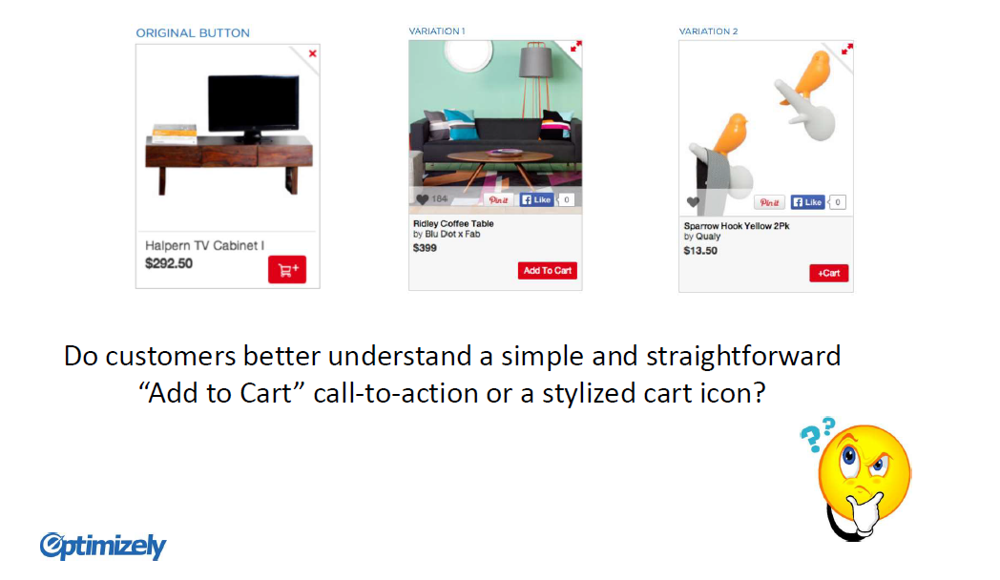 ORIGINAL BUTTON
Halpern TV Cabinet I
$292.50
VARIATION 1
184
Pin it
Like
0
Ridley Coffee Table
by Blu Dot x Fab
$399
Add To Cart
VARIATION 2
Pin it
Like
0
Sparrow Hook Yellow 2Pk
by Qualy
$13.50
+Cart
Do customers better understand a simple and straightforward
“Add to Cart” call-to-action or a stylized cart icon?
??
Optimizely